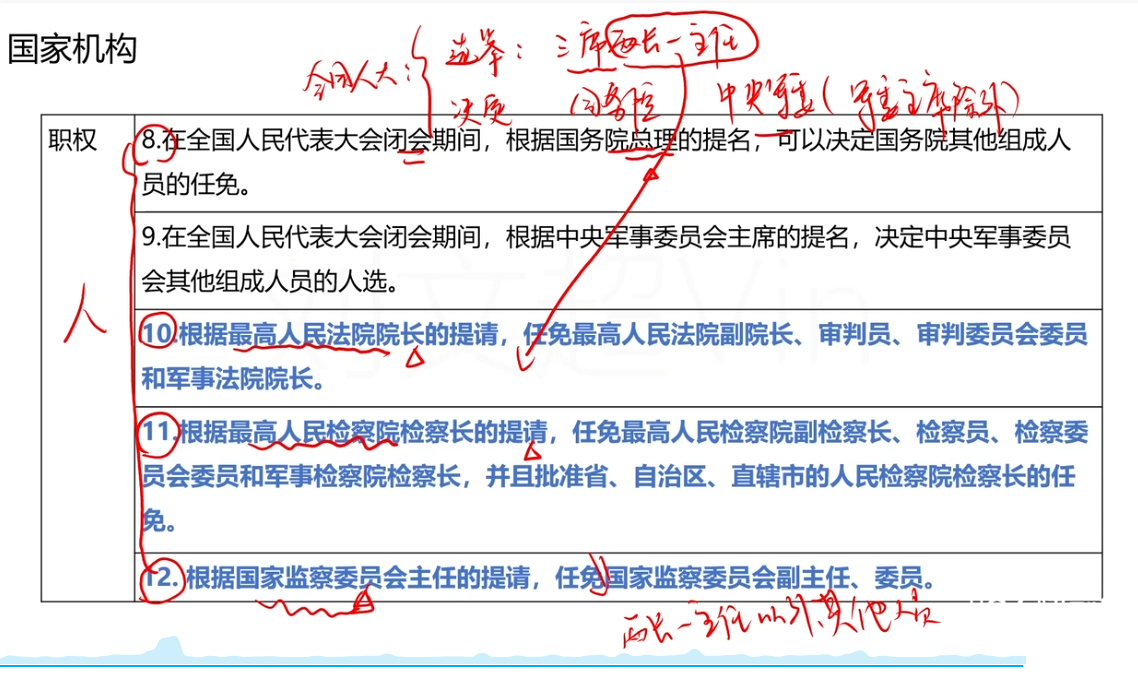 国家机构
全国人大：
选举：三席两长一主任
决定 国务院 中央军委（军委主席除外）
职权
人
8.在全国人民代表大会闭会期间，根据国务院总理的提名，可以决定国务院其他组成人
员的任免。
9.在全国人民代表大会闭会期间，根据中央军事委员会主席的提名，决定中央军事委员
会其他组成人员的人选。
10.根据最高人民法院院长的提请，任免最高人民法院副院长、审判员、审判委员会委员
和军事法院院长。
11.根据最高人民检察院检察长的提请，任免最高人民检察院副检察长、检察员、检察委
员会委员和军事检察院检察长，并且批准省、自治区、直辖市的人民检察院检察长的任
免。
12.根据国家监察委员会主任的提请，任免国家监察委员会副主任、委员。
两长一主任以外其他人员